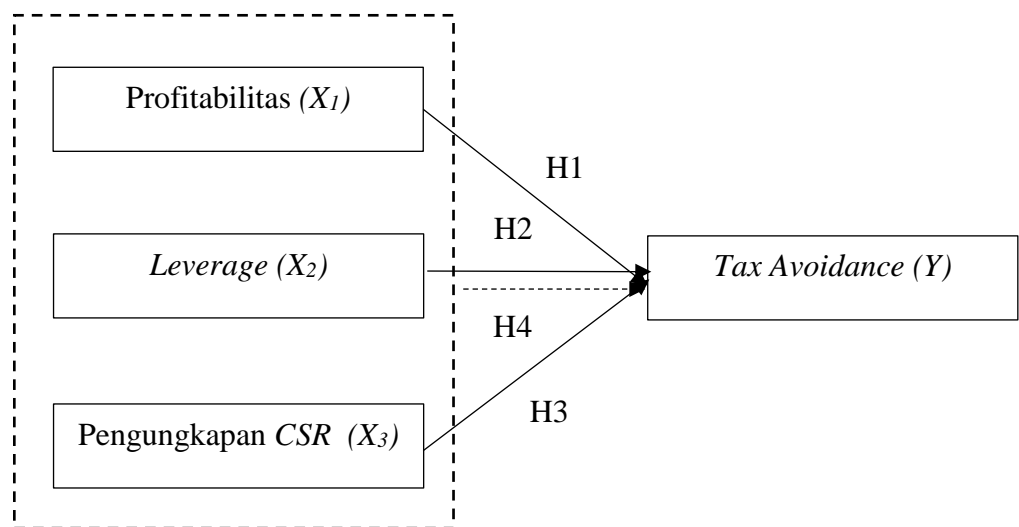 Profitabilitas (X1)
H1
H2
Leverage (X2)
Tax Avoidance (Y)
H4
H3
Pengungkapan CSR (X3)